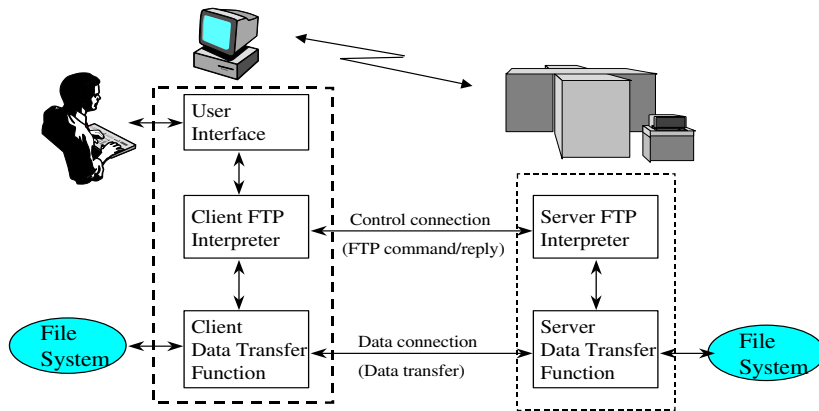 User
Interface
Client FTP
Interpreter
Control connection
(FTP command/reply)
Server FTP
Interpreter
File
System
Client
Data Transfer
Function
Data connection
(Data transfer)
Server
Data Transfer
Function
File
System